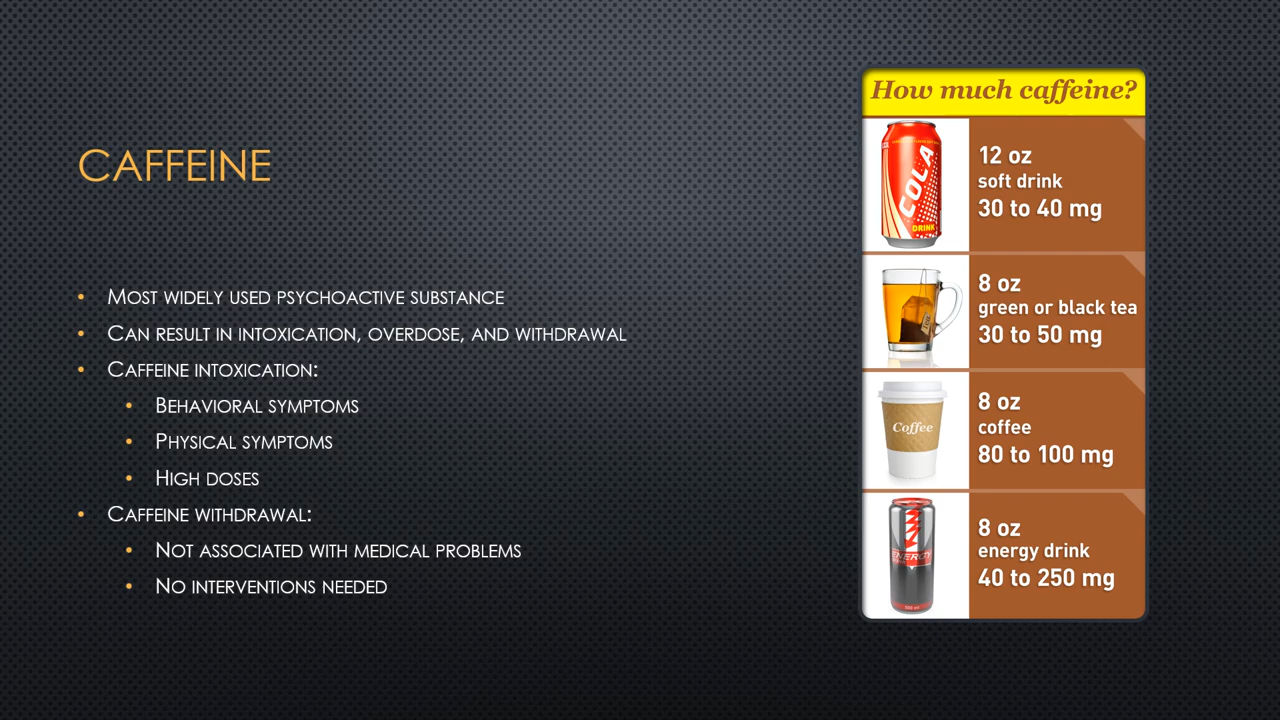 CAFFEINE
MOST WIDELY USED PSYCHOACTIVE SUBSTANCE
CAN RESULT IN INTOXICATION, OVERDOSE, AND WITHDRAWAL
CAFFEINE INTOXICATION:
BEHAVIORAL SYMPTOMS
PHYSICAL SYMPTOMS
HIGH DOSES
CAFFEINE WITHDRAWAL:
NOT ASSOCIATED WITH MEDICAL PROBLEMS
NO INTERVENTIONS NEEDED
How much caffeine?
COLA
DRINK
12 oz
soft drink
30 to 40 mg
8 oz
green or black tea
30 to 50 mg
Coffee
8 oz
coffee
80 to 100 mg
ENERGY
8 oz
energy drink
40 to 250 mg